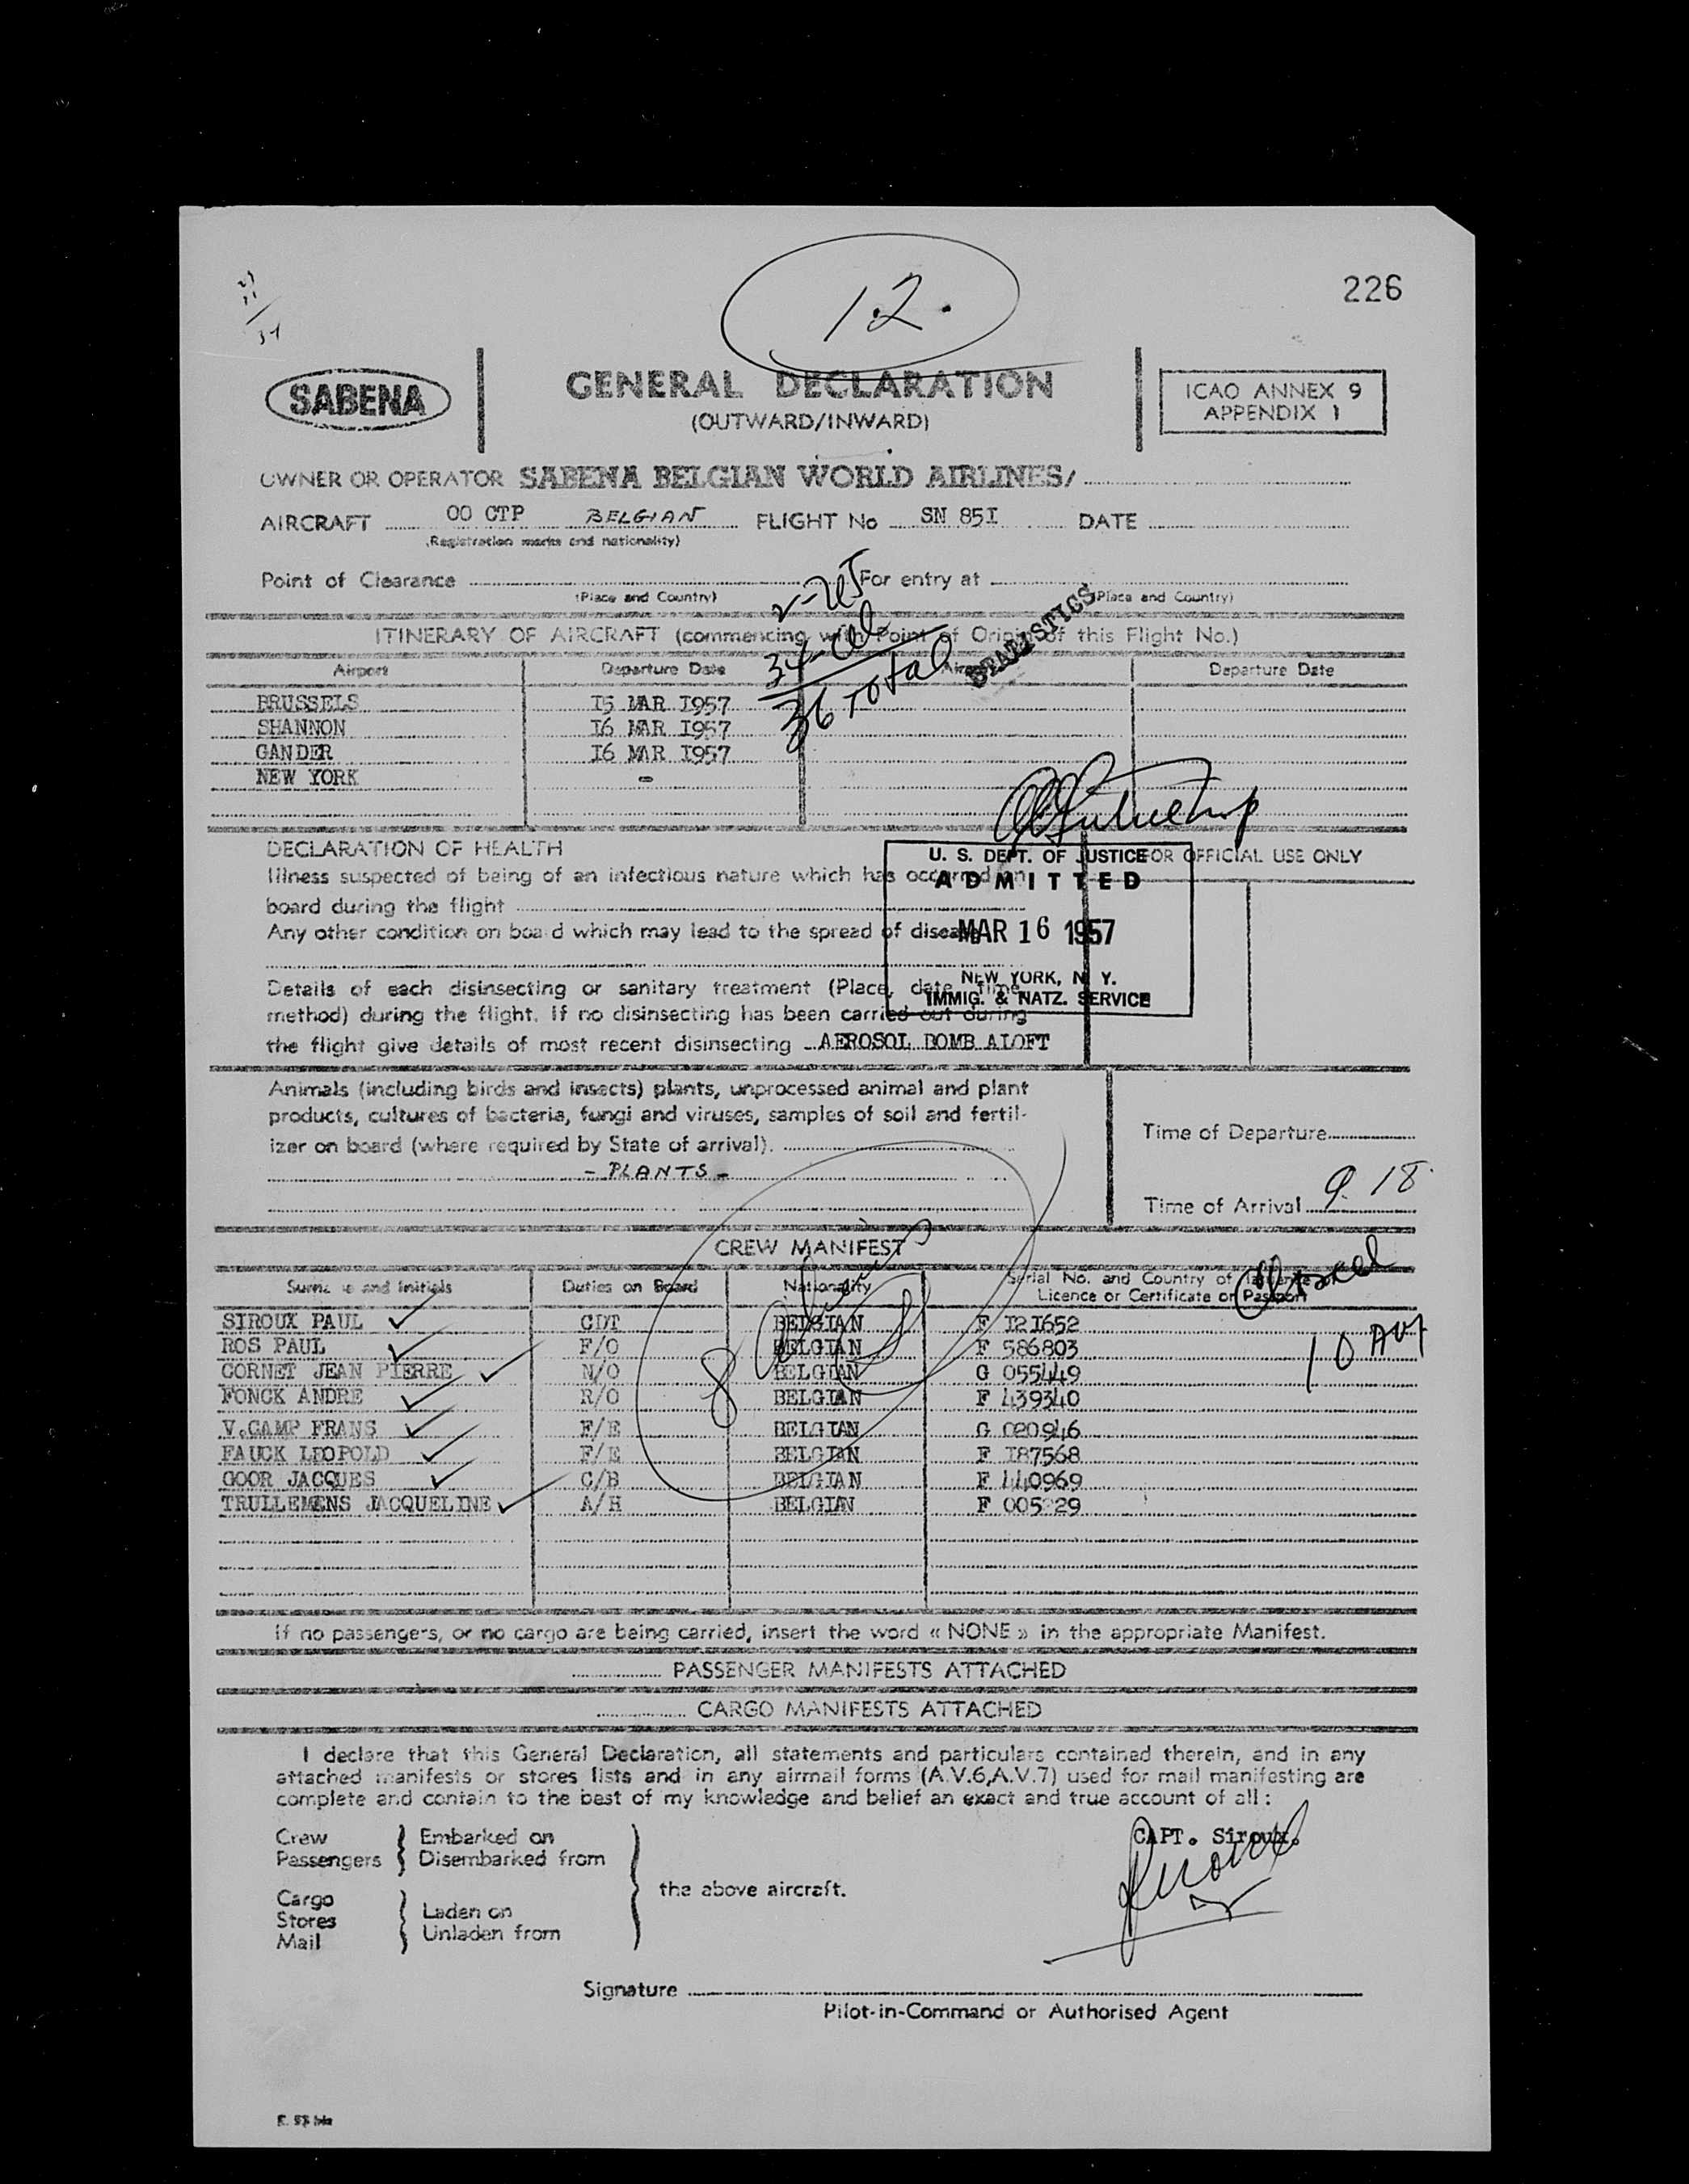 12.
226
SABENA
GENERAL DECLARATION
(OUTWARD/INWARD)
ICAO ANNEX 9
APPENDIX 1
OWNER OR OPERATOR SABENA BELGIAN WORLD AIRLINES/
AIRCRAFT OO CTP BELGIAN FLIGHT No SN 85I DATE
(Registration marks and nationality)
Point of Clearance For entry at
(Place and Country) (Place and Country)
STATISTICS
ITINERARY OF AIRCRAFT (commencing with Point of Origin of this Flight No.)
36 Total
Airport Departure Date Airport Departure Date
BRUSSELS I5 MAR I957
SHANNON I6 MAR I957
GANDER I6 MAR I957
NEW YORK -
DECLARATION OF HEALTH
FOR OFFICIAL USE ONLY
Illness suspected of being of an infectious nature which has occurred on
board during the flight
Any other condition on board which may lead to the spread of disease
Details of each disinsecting or sanitary treatment (Place, date, time,
method) during the flight. If no disinsecting has been carried out during
the flight give details of most recent disinsecting AEROSOL BOMB ALOFT
U. S. DEPT. OF JUSTICE
ADMITTED
MAR 16 1957
NEW YORK, N. Y.
IMMIG. & NATZ. SERVICE
Animals (including birds and insects) plants, unprocessed animal and plant
products, cultures of bacteria, fungi and viruses, samples of soil and fertil-
izer on board (where required by State of arrival).
- PLANTS -
Time of Departure
Time of Arrival 9 18
CREW MANIFEST
Surname and Initials Duties on Board Nationality Serial No. and Country of Issuance
Licence or Certificate or Passport
SIROUX PAUL CDT BELGIAN F I2I652
ROS PAUL F/O BELGIAN F 586803
CORNET JEAN PIERRE N/O BELGIAN G 055449
FONCK ANDRE R/O BELGIAN F 439340
V.CAMP FRANS F/E BELGIAN G 020946
FAUCK LEOPOLD F/E BELGIAN F I87568
GOOR JACQUES C/B BELGIAN F 440969
TRULLEMENS JACQUELINE A/H BELGIAN F 005 29
8
10
If no passengers, or no cargo are being carried, insert the word « NONE » in the appropriate Manifest.
PASSENGER MANIFESTS ATTACHED
CARGO MANIFESTS ATTACHED
I declare that this General Declaration, all statements and particulars contained therein, and in any
attached manifests or stores lists and in any airmail forms (A.V.6,A.V.7) used for mail manifesting are
complete and contain to the best of my knowledge and belief an exact and true account of all :
Crew Embarked on
Passengers Disembarked from
the above aircraft.
Cargo
Stores Laden on
Mail Unladen from
CAPT. Siroux.
Signature
Pilot-in-Command or Authorised Agent